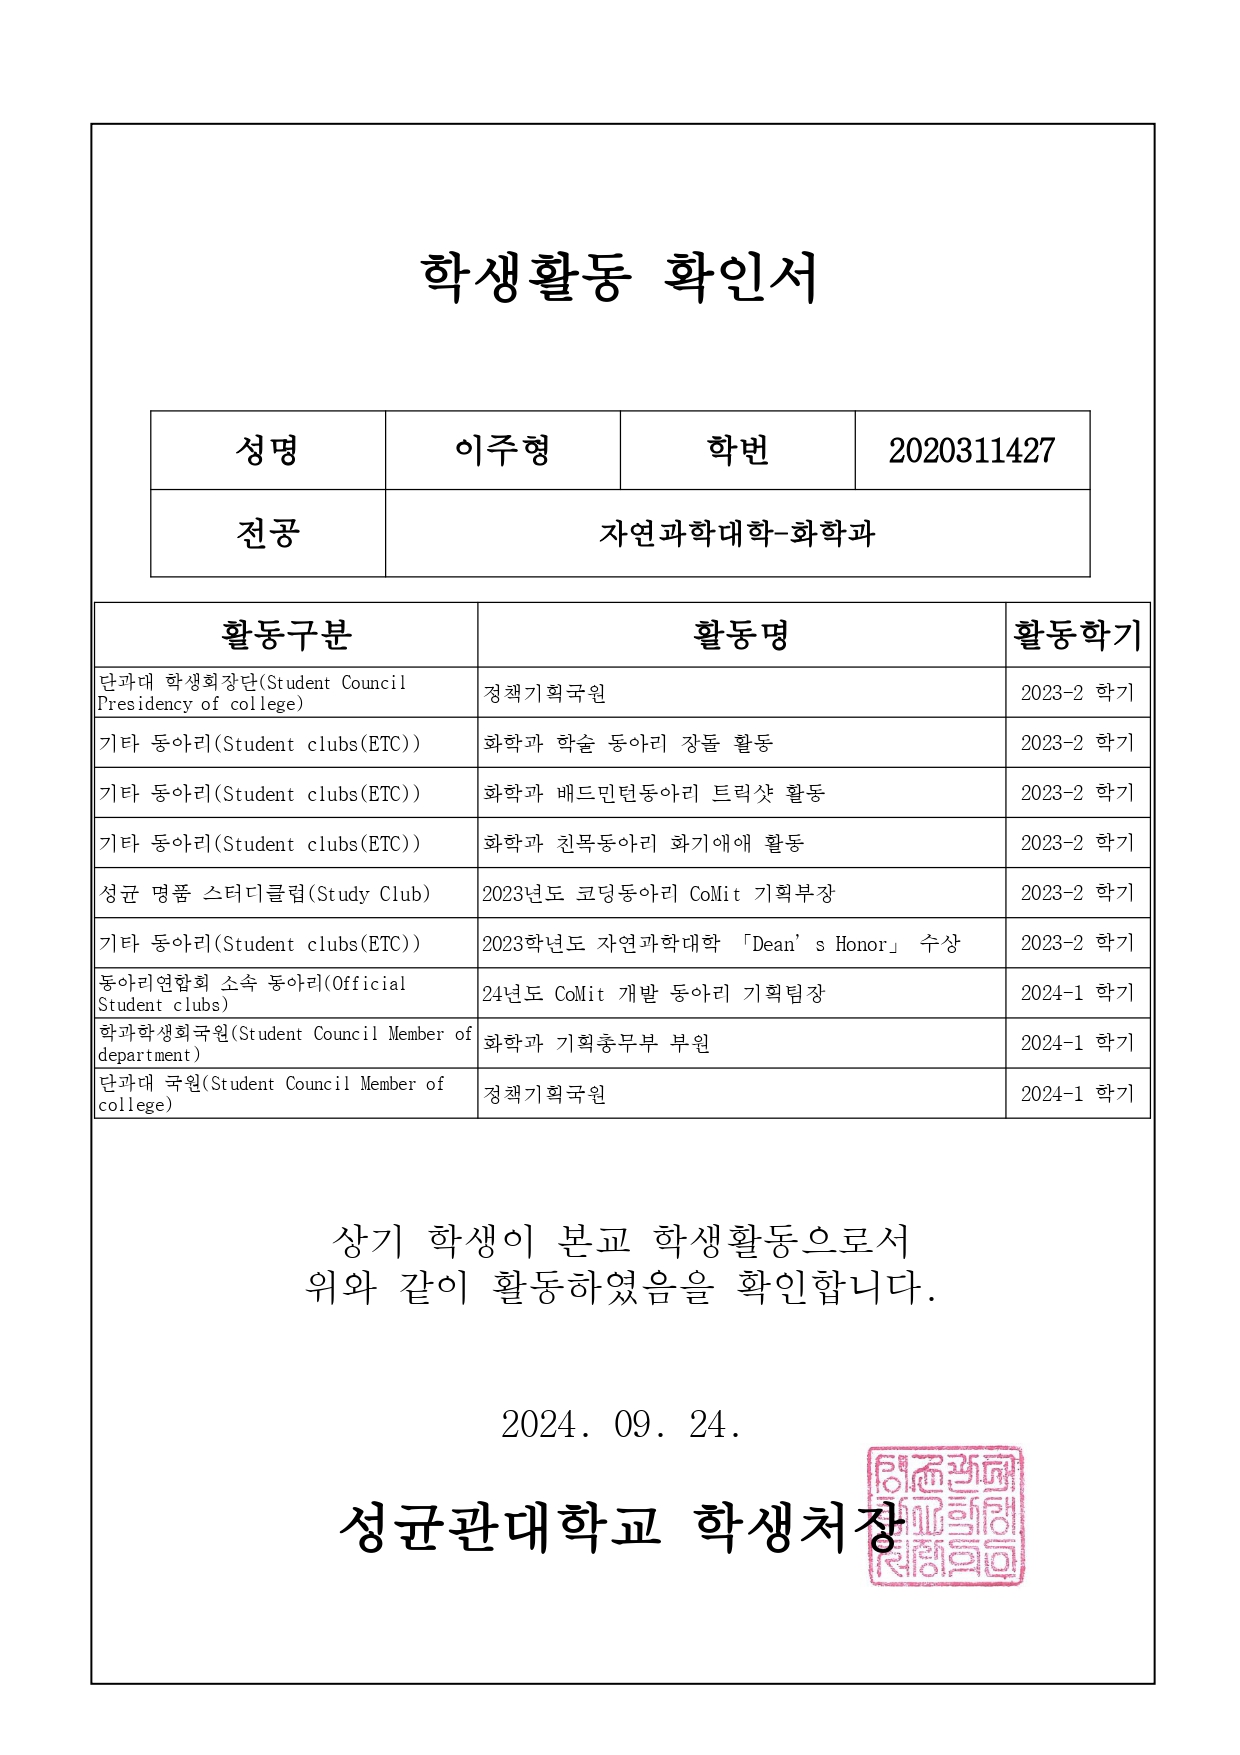 학생활동 확인서
성명 이주형 학번 2020311427
전공 자연과학대학-화학과
활동구분 활동명 활동학기
단과대 학생회장단(Student Council
Presidency of college) 정책기획국원 2023-2 학기
기타 동아리(Student clubs(ETC)) 화학과 학술 동아리 장돌 활동 2023-2 학기
기타 동아리(Student clubs(ETC)) 화학과 배드민턴동아리 트릭샷 활동 2023-2 학기
기타 동아리(Student clubs(ETC)) 화학과 친목동아리 화기애애 활동 2023-2 학기
성균 명품 스터디클럽(Study Club) 2023년도 코딩동아리 CoMit 기획부장 2023-2 학기
기타 동아리(Student clubs(ETC)) 2023학년도 자연과학대학 「Dean’s Honor」 수상 2023-2 학기
동아리연합회 소속 동아리(Official
Student clubs) 24년도 CoMit 개발 동아리 기획팀장 2024-1 학기
학과학생회국원(Student Council Member of
department) 화학과 기획총무부 부원 2024-1 학기
단과대 국원(Student Council Member of
college) 정책기획국원 2024-1 학기
상기 학생이 본교 학생활동으로서
위와 같이 활동하였음을 확인합니다.
2024. 09. 24.
성균관대학교 학생처장